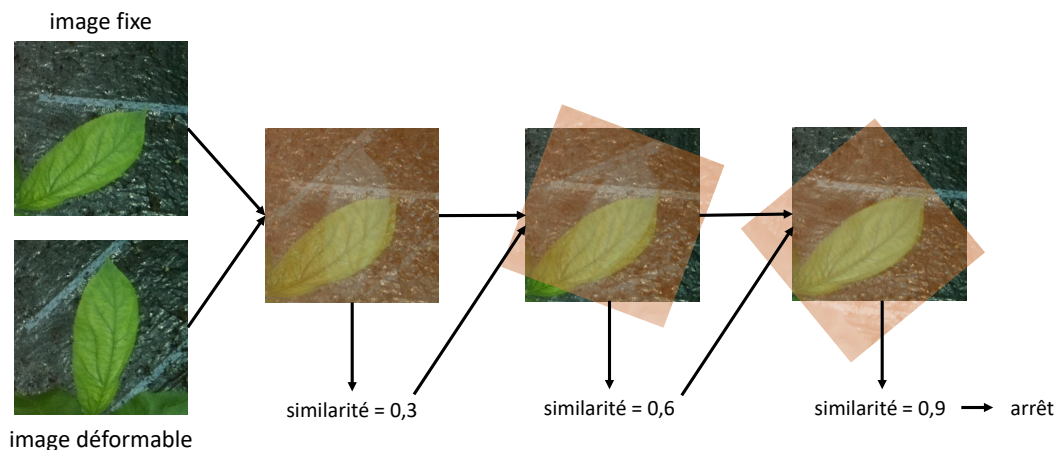 image fixe
image déformable
similarité = 0,3
similarité = 0,6
similarité = 0,9
arrêt